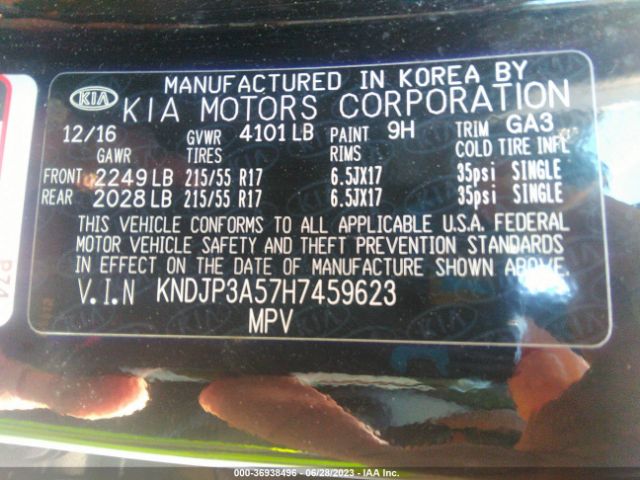 MANUFACTURED IN KOREA BY
KIA KIA MOTORS CORPORATION
12/16 GVWR 4101 LB PAINT 9H TRIM GA3
GAWR TIRES RIMS COLD TIRE INFL
FRONT 2249 LB 215/55 R17 6.5JX17 35psi SINGLE
REAR 2028 LB 215/55 R17 6.5JX17 35psi SINGLE
THIS VEHICLE CONFORMS TO ALL APPLICABLE U.S.A. FEDERAL
MOTOR VEHICLE SAFETY AND THEFT PREVENTION STANDARDS
IN EFFECT ON THE DATE OF MANUFACTURE SHOWN ABOVE.
V.I.N KNDJP3A57H7459623
MPV
000-36938496 - 06/28/2023 - IAA Inc.